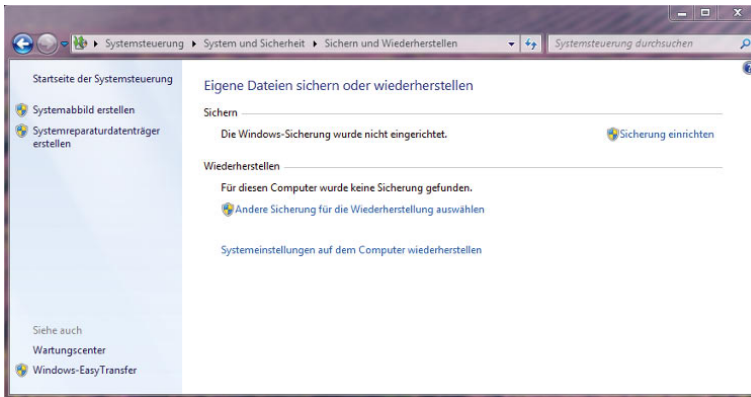 Systemsteuerung ▸ System und Sicherheit ▸ Sichern und Wiederherstellen
Systemsteuerung durchsuchen
Startseite der Systemsteuerung
Systemabbild erstellen
Systemreparaturdatenträger
erstellen
Eigene Dateien sichern oder wiederherstellen
Sichern
Die Windows-Sicherung wurde nicht eingerichtet.
Sicherung einrichten
Wiederherstellen
Für diesen Computer wurde keine Sicherung gefunden.
Andere Sicherung für die Wiederherstellung auswählen
Systemeinstellungen auf dem Computer wiederherstellen
Siehe auch
Wartungscenter
Windows-EasyTransfer